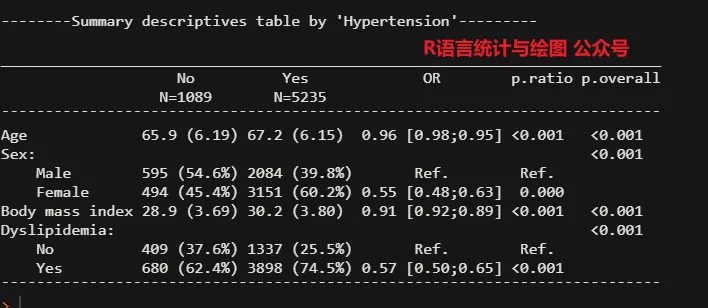 --------Summary descriptives table by 'Hypertension'---------
R语言统计与绘图 公众号
No Yes OR p.ratio p.overall
N=1089 N=5235
Age 65.9 (6.19) 67.2 (6.15) 0.96 [0.98;0.95] <0.001 <0.001
Sex: <0.001
Male 595 (54.6%) 2084 (39.8%) Ref. Ref.
Female 494 (45.4%) 3151 (60.2%) 0.55 [0.48;0.63] 0.000
Body mass index 28.9 (3.69) 30.2 (3.80) 0.91 [0.92;0.89] <0.001 <0.001
Dyslipidemia: <0.001
No 409 (37.6%) 1337 (25.5%) Ref. Ref.
Yes 680 (62.4%) 3898 (74.5%) 0.57 [0.50;0.65] <0.001
>